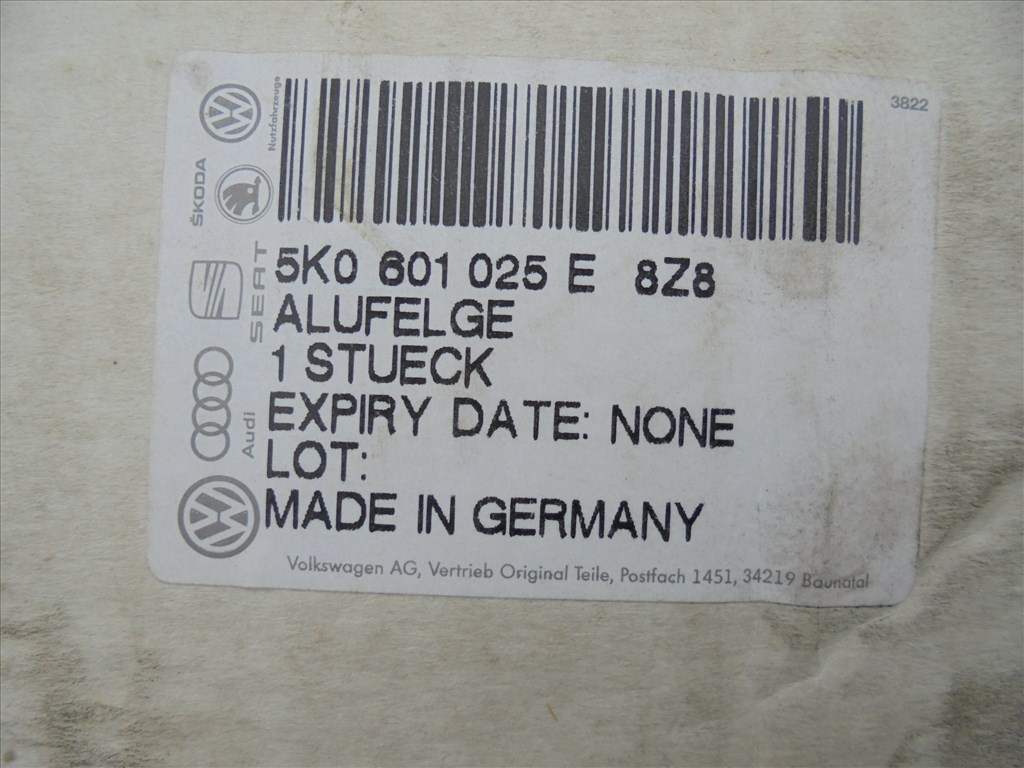 3822
Nutzfahrzeuge
ŠKODA
SEAT
Audi
5K0 601 025 E 8Z8
ALUFELGE
1 STUECK
EXPIRY DATE: NONE
LOT:
MADE IN GERMANY
Volkswagen AG, Vertrieb Original Teile, Postfach 1451, 34219 Baunatal